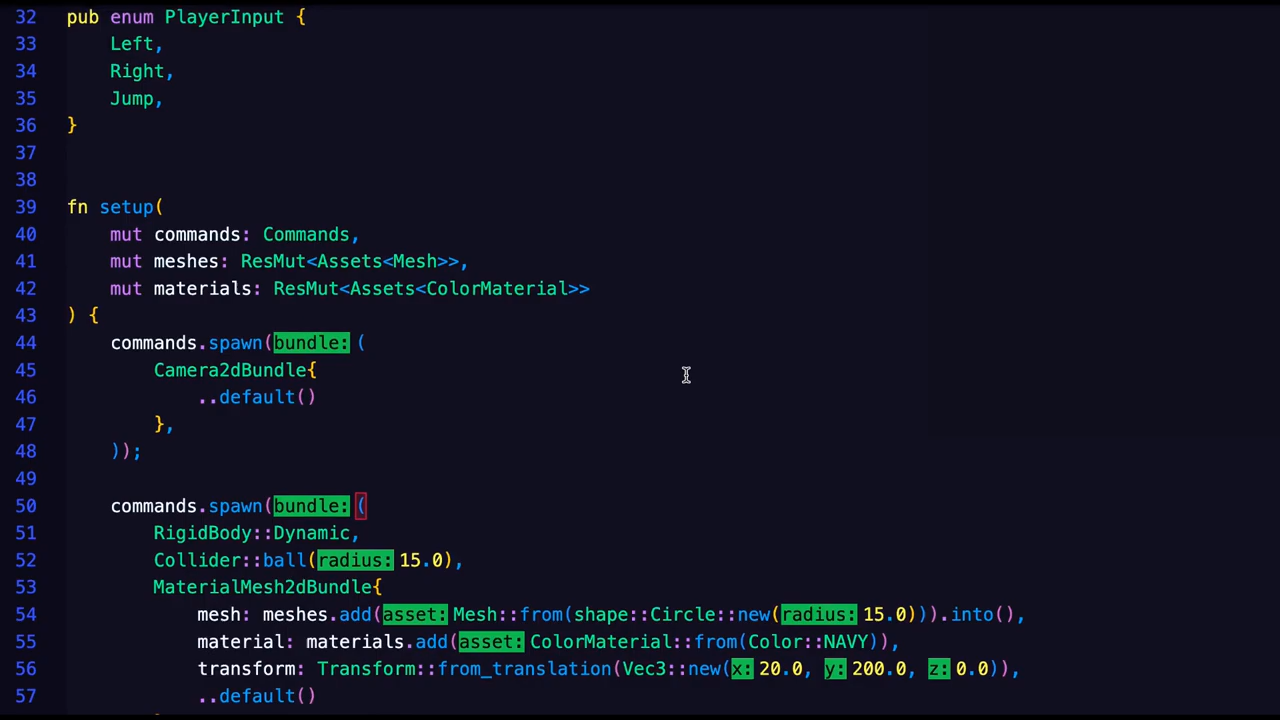 32 pub enum PlayerInput {
33 Left,
34 Right,
35 Jump,
36 }
37
38
39 fn setup(
40 mut commands: Commands,
41 mut meshes: ResMut<Assets<Mesh>>,
42 mut materials: ResMut<Assets<ColorMaterial>>
43 ) {
44 commands.spawn(bundle: (
45 Camera2dBundle{
46 ..default()
47 },
48 ));
49
50 commands.spawn(bundle: (
51 RigidBody::Dynamic,
52 Collider::ball(radius: 15.0),
53 MaterialMesh2dBundle{
54 mesh: meshes.add(asset: Mesh::from(shape::Circle::new(radius: 15.0))).into(),
55 material: materials.add(asset: ColorMaterial::from(Color::NAVY)),
56 transform: Transform::from_translation(Vec3::new(x: 20.0, y: 200.0, z: 0.0)),
57 ..default()